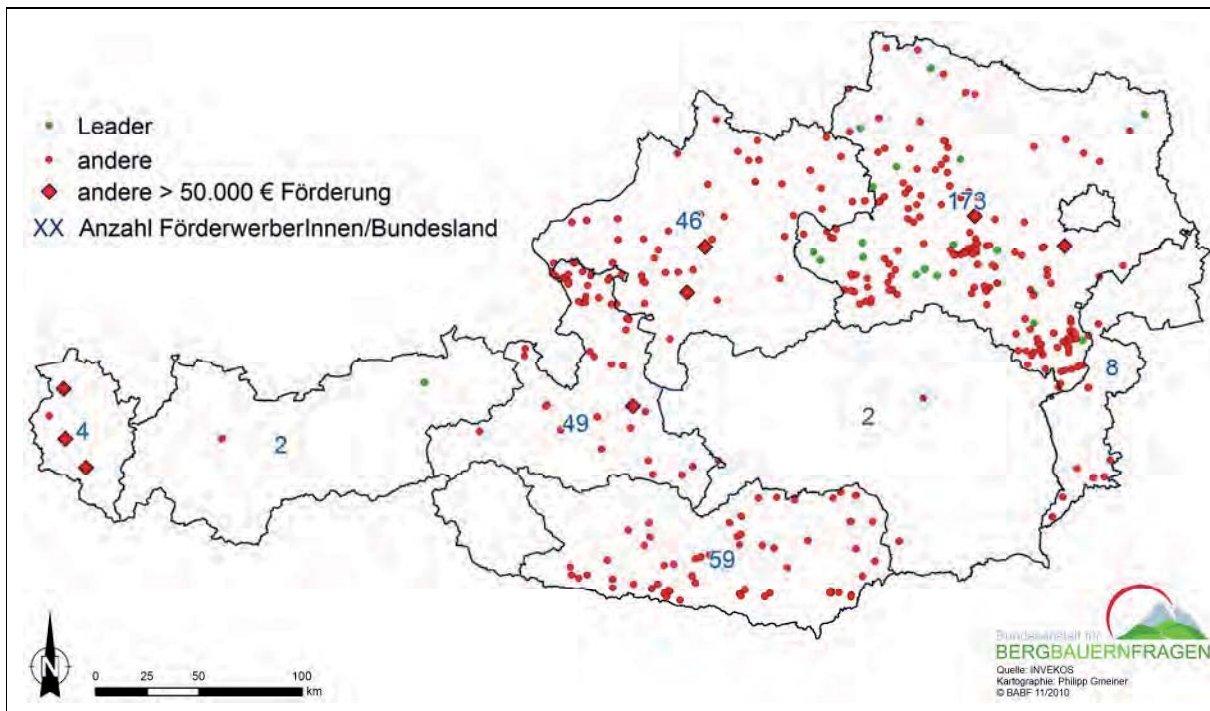 Leader
andere
andere > 50.000 € Förderung
XX Anzahl FörderwerberInnen/Bundesland
173
46
8
4
2
49
2
59
N
0 25 50 100
km
Bundesanstalt für
BERGBAUERNFRAGEN
Quelle: INVEKOS
Kartographie: Philipp Gmeiner
© BABF 11/2010